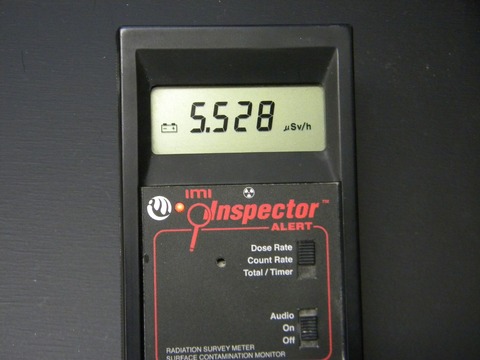 5.528 µSv/h
imi
Inspector™
ALERT
Dose Rate
Count Rate
Total / Timer
Audio
On
Off
RADIATION SURVEY METER
SURFACE CONTAMINATION MONITOR